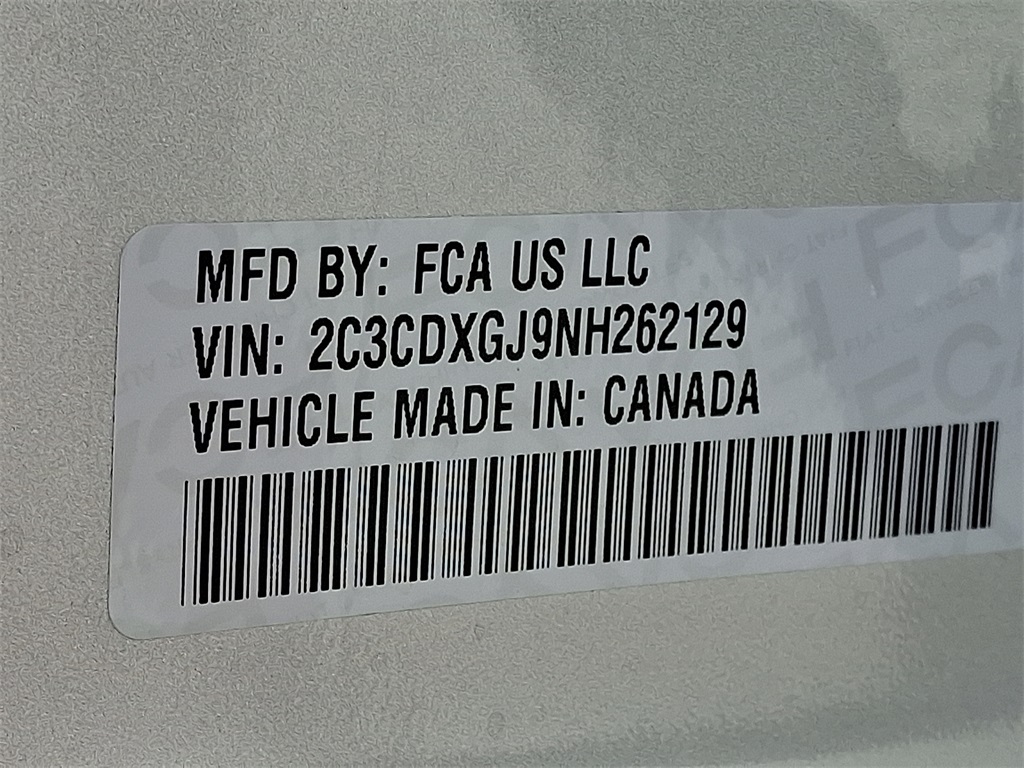 MFD BY: FCA US LLC
VIN: 2C3CDXGJ9NH262129
VEHICLE MADE IN: CANADA